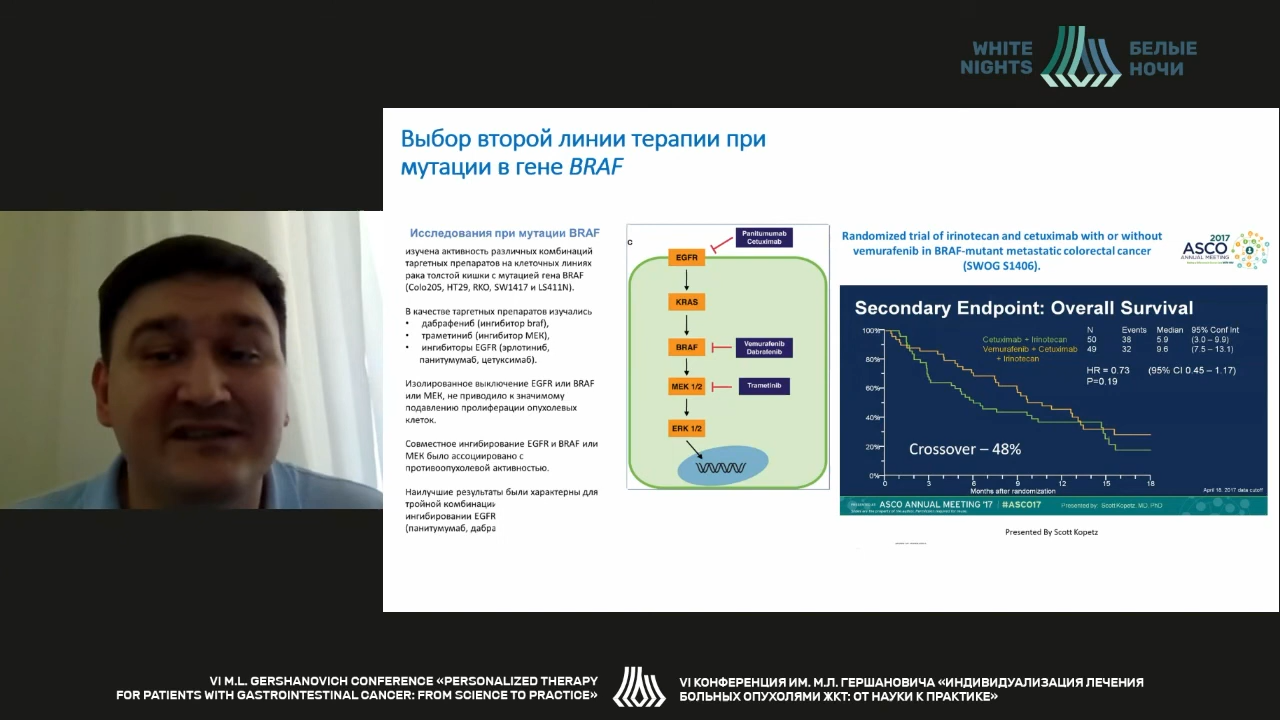 WHITE
NIGHTS
БЕЛЫЕ
НОЧИ
Выбор второй линии терапии при
мутации в гене BRAF
Исследования при мутации BRAF
изучена активность различных комбинаций
таргетных препаратов на клеточных линиях
рака толстой кишки с мутацией гена BRAF
(Colo205, HT29, RKO, SW1417 и LS411N).
В качестве таргетных препаратов изучались
• дабрафениб (ингибитор braf),
• траметиниб (ингибитор MEK),
• ингибиторы EGFR (эрлотиниб,
панитумумаб, цетуксимаб).
Изолированное выключение EGFR или BRAF
или MEK, не приводило к значимому
подавлению пролиферации опухолевых
клеток.
Совместное ингибирование EGFR и BRAF или
MEK было ассоциировано с
противоопухолевой активностью.
Наилучшие результаты были характерны для
тройной комбинации
ингибировании EGFR
(панитумумаб, дабра
C
Panitumumab
Cetuximab
EGFR
KRAS
BRAF
Vemurafenib
Dabrafenib
MEK 1/2
Trametinib
ERK 1/2
Randomized trial of irinotecan and cetuximab with or without
vemurafenib in BRAF-mutant metastatic colorectal cancer
(SWOG S1406).
2017
ASCO
ANNUAL MEETING
Secondary Endpoint: Overall Survival
100%
80%
60%
40%
20%
0%
N Events Median 95% Conf Int
Cetuximab + Irinotecan 50 38 5.9 (3.0 – 9.9)
Vemurafenib + Cetuximab 49 32 9.6 (7.5 – 13.1)
+ Irinotecan
HR = 0.73 (95% CI 0.45 – 1.17)
P=0.19
Crossover – 48%
0 3 6 9 12 15 18
Months after randomization
April 18, 2017 data cutoff
ASCO ANNUAL MEETING '17 #ASCO17 Presented by: Scott Kopetz, MD, PhD
Presented By Scott Kopetz
VI M.L. GERSHANOVICH CONFERENCE «PERSONALIZED THERAPY
FOR PATIENTS WITH GASTROINTESTINAL CANCER: FROM SCIENCE TO PRACTICE»
VI КОНФЕРЕНЦИЯ ИМ. М.Л. ГЕРШАНОВИЧА «ИНДИВИДУАЛИЗАЦИЯ ЛЕЧЕНИЯ
БОЛЬНЫХ ОПУХОЛЯМИ ЖКТ: ОТ НАУКИ К ПРАКТИКЕ»